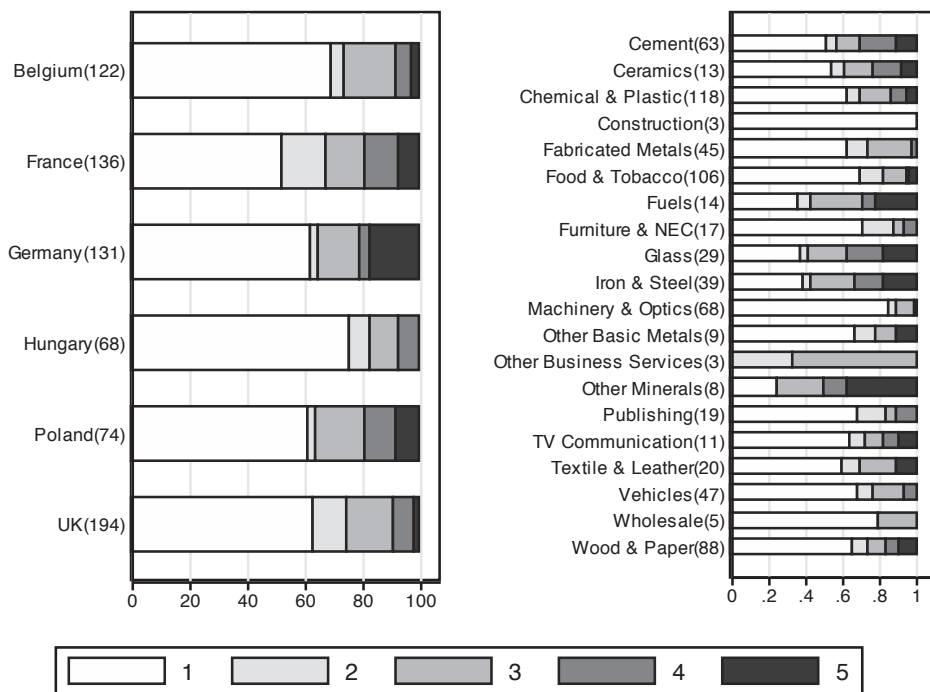 Belgium(122)
France(136)
Germany(131)
Hungary(68)
Poland(74)
UK(194)
0 20 40 60 80 100
Cement(63)
Ceramics(13)
Chemical & Plastic(118)
Construction(3)
Fabricated Metals(45)
Food & Tobacco(106)
Fuels(14)
Furniture & NEC(17)
Glass(29)
Iron & Steel(39)
Machinery & Optics(68)
Other Basic Metals(9)
Other Business Services(3)
Other Minerals(8)
Publishing(19)
TV Communication(11)
Textile & Leather(20)
Vehicles(47)
Wholesale(5)
Wood & Paper(88)
0 .2 .4 .6 .8 1
1 2 3 4 5